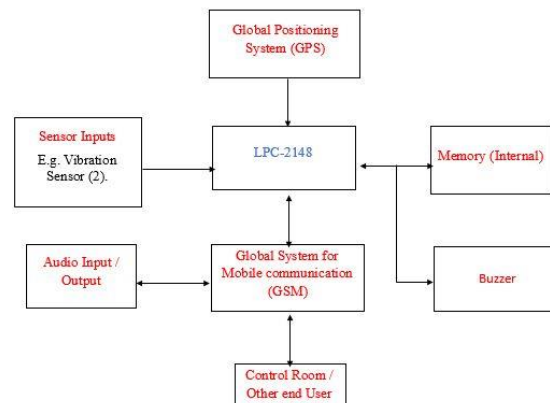 Global Positioning
System (GPS)
Sensor Inputs
E.g. Vibration
Sensor (2).
LPC-2148
Memory (Internal)
Audio Input /
Output
Global System for
Mobile communication
(GSM)
Buzzer
Control Room /
Other end User